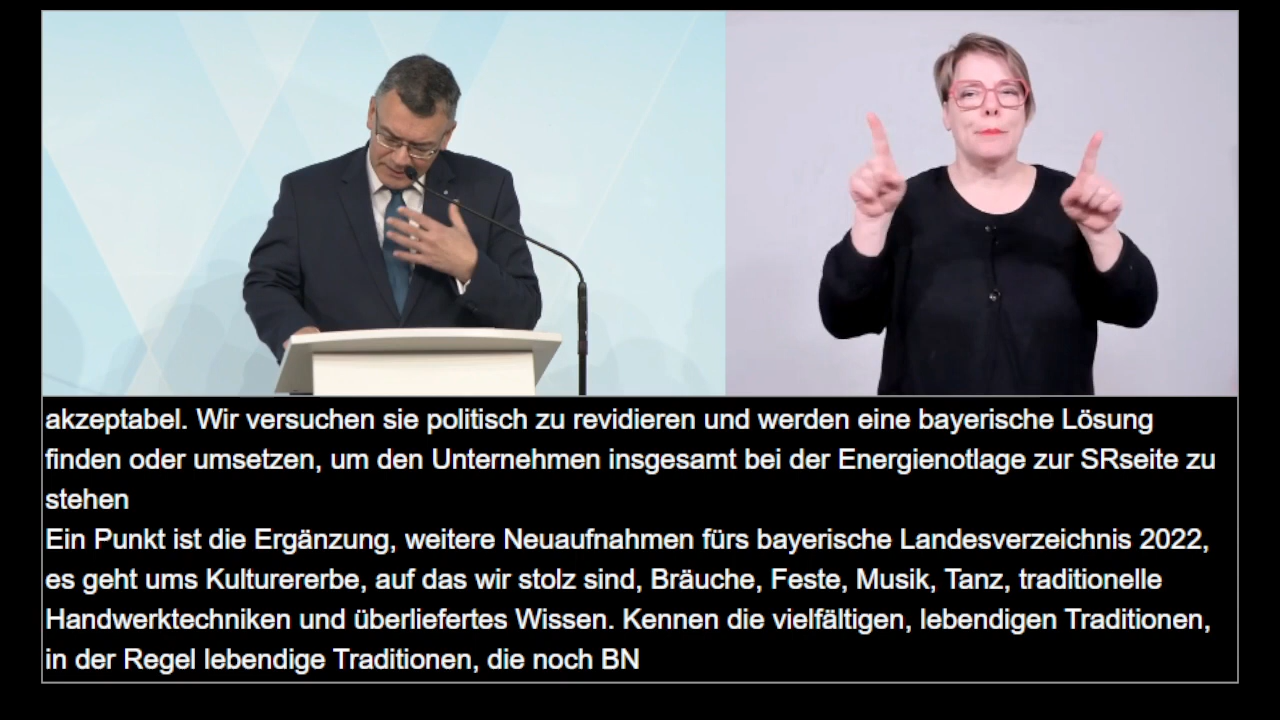 akzeptabel. Wir versuchen sie politisch zu revidieren und werden eine bayerische Lösung
finden oder umsetzen, um den Unternehmen insgesamt bei der Energienotlage zur SRseite zu
stehen
Ein Punkt ist die Ergänzung, weitere Neuaufnahmen fürs bayerische Landesverzeichnis 2022,
es geht ums Kulturererbe, auf das wir stolz sind, Bräuche, Feste, Musik, Tanz, traditionelle
Handwerktechniken und überliefertes Wissen. Kennen die vielfältigen, lebendigen Traditionen,
in der Regel lebendige Traditionen, die noch BN